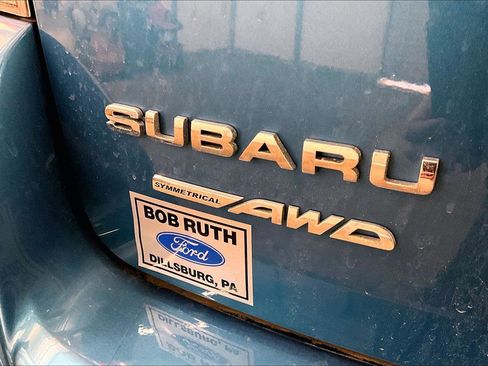 SUBARU
SYMMETRICAL AWD
BOB RUTH
Ford
DILLSBURG, PA